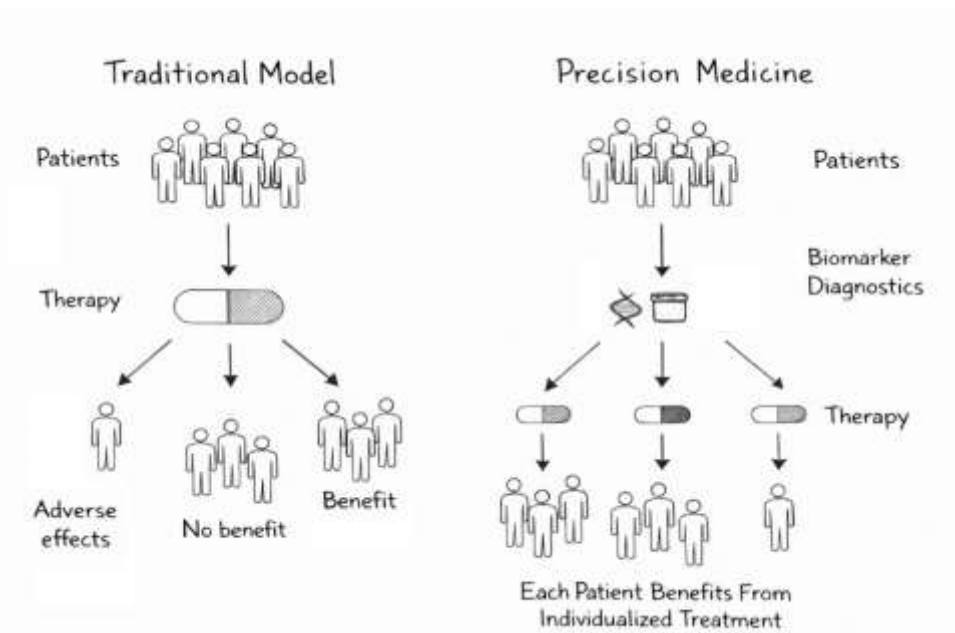 Traditional Model
Patients
Therapy
Adverse
effects
No benefit
Benefit
Precision Medicine
Patients
Biomarker
Diagnostics
Therapy
Each Patient Benefits From
Individualized Treatment